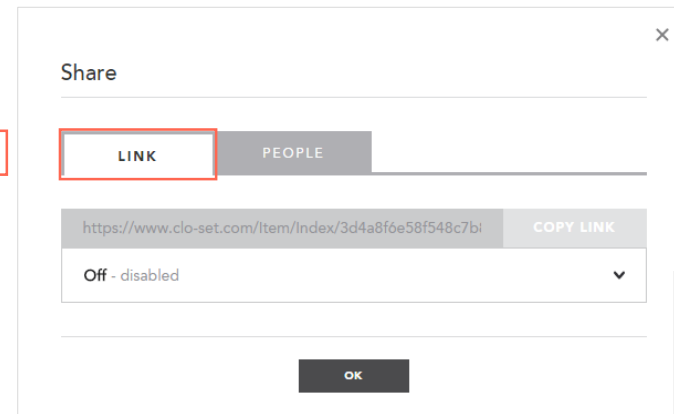 Share
LINK
PEOPLE
https://www.clo-set.com/Item/Index/3d4a8f6e58f548c7b
COPY LINK
Off - disabled
OK